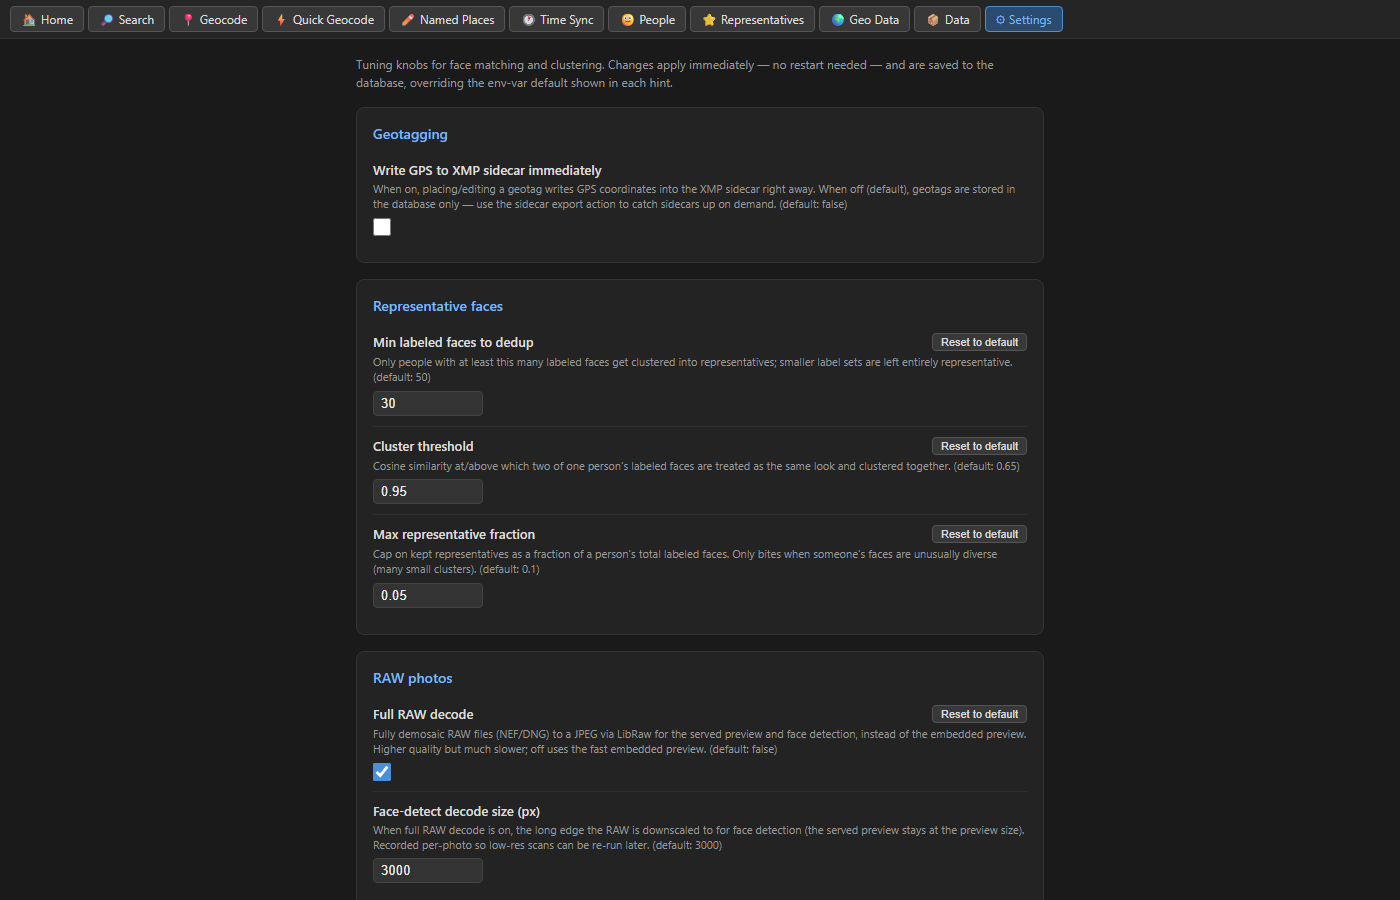 Home
Search
Geocode
Quick Geocode
Named Places
Time Sync
People
Representatives
Geo Data
Data
Settings
Tuning knobs for face matching and clustering. Changes apply immediately — no restart needed — and are saved to the
database, overriding the env-var default shown in each hint.
Geotagging
Write GPS to XMP sidecar immediately
When on, placing/editing a geotag writes GPS coordinates into the XMP sidecar right away. When off (default), geotags are stored in
the database only — use the sidecar export action to catch sidecars up on demand. (default: false)
Representative faces
Min labeled faces to dedup
Reset to default
Only people with at least this many labeled faces get clustered into representatives; smaller label sets are left entirely representative.
(default: 50)
30
Cluster threshold
Reset to default
Cosine similarity at/above which two of one person's labeled faces are treated as the same look and clustered together. (default: 0.65)
0.95
Max representative fraction
Reset to default
Cap on kept representatives as a fraction of a person's total labeled faces. Only bites when someone's faces are unusually diverse
(many small clusters). (default: 0.1)
0.05
RAW photos
Full RAW decode
Reset to default
Fully demosaic RAW files (NEF/DNG) to a JPEG via LibRaw for the served preview and face detection, instead of the embedded preview.
Higher quality but much slower; off uses the fast embedded preview. (default: false)
Face-detect decode size (px)
When full RAW decode is on, the long edge the RAW is downscaled to for face detection (the served preview stays at the preview size).
Recorded per-photo so low-res scans can be re-run later. (default: 3000)
3000